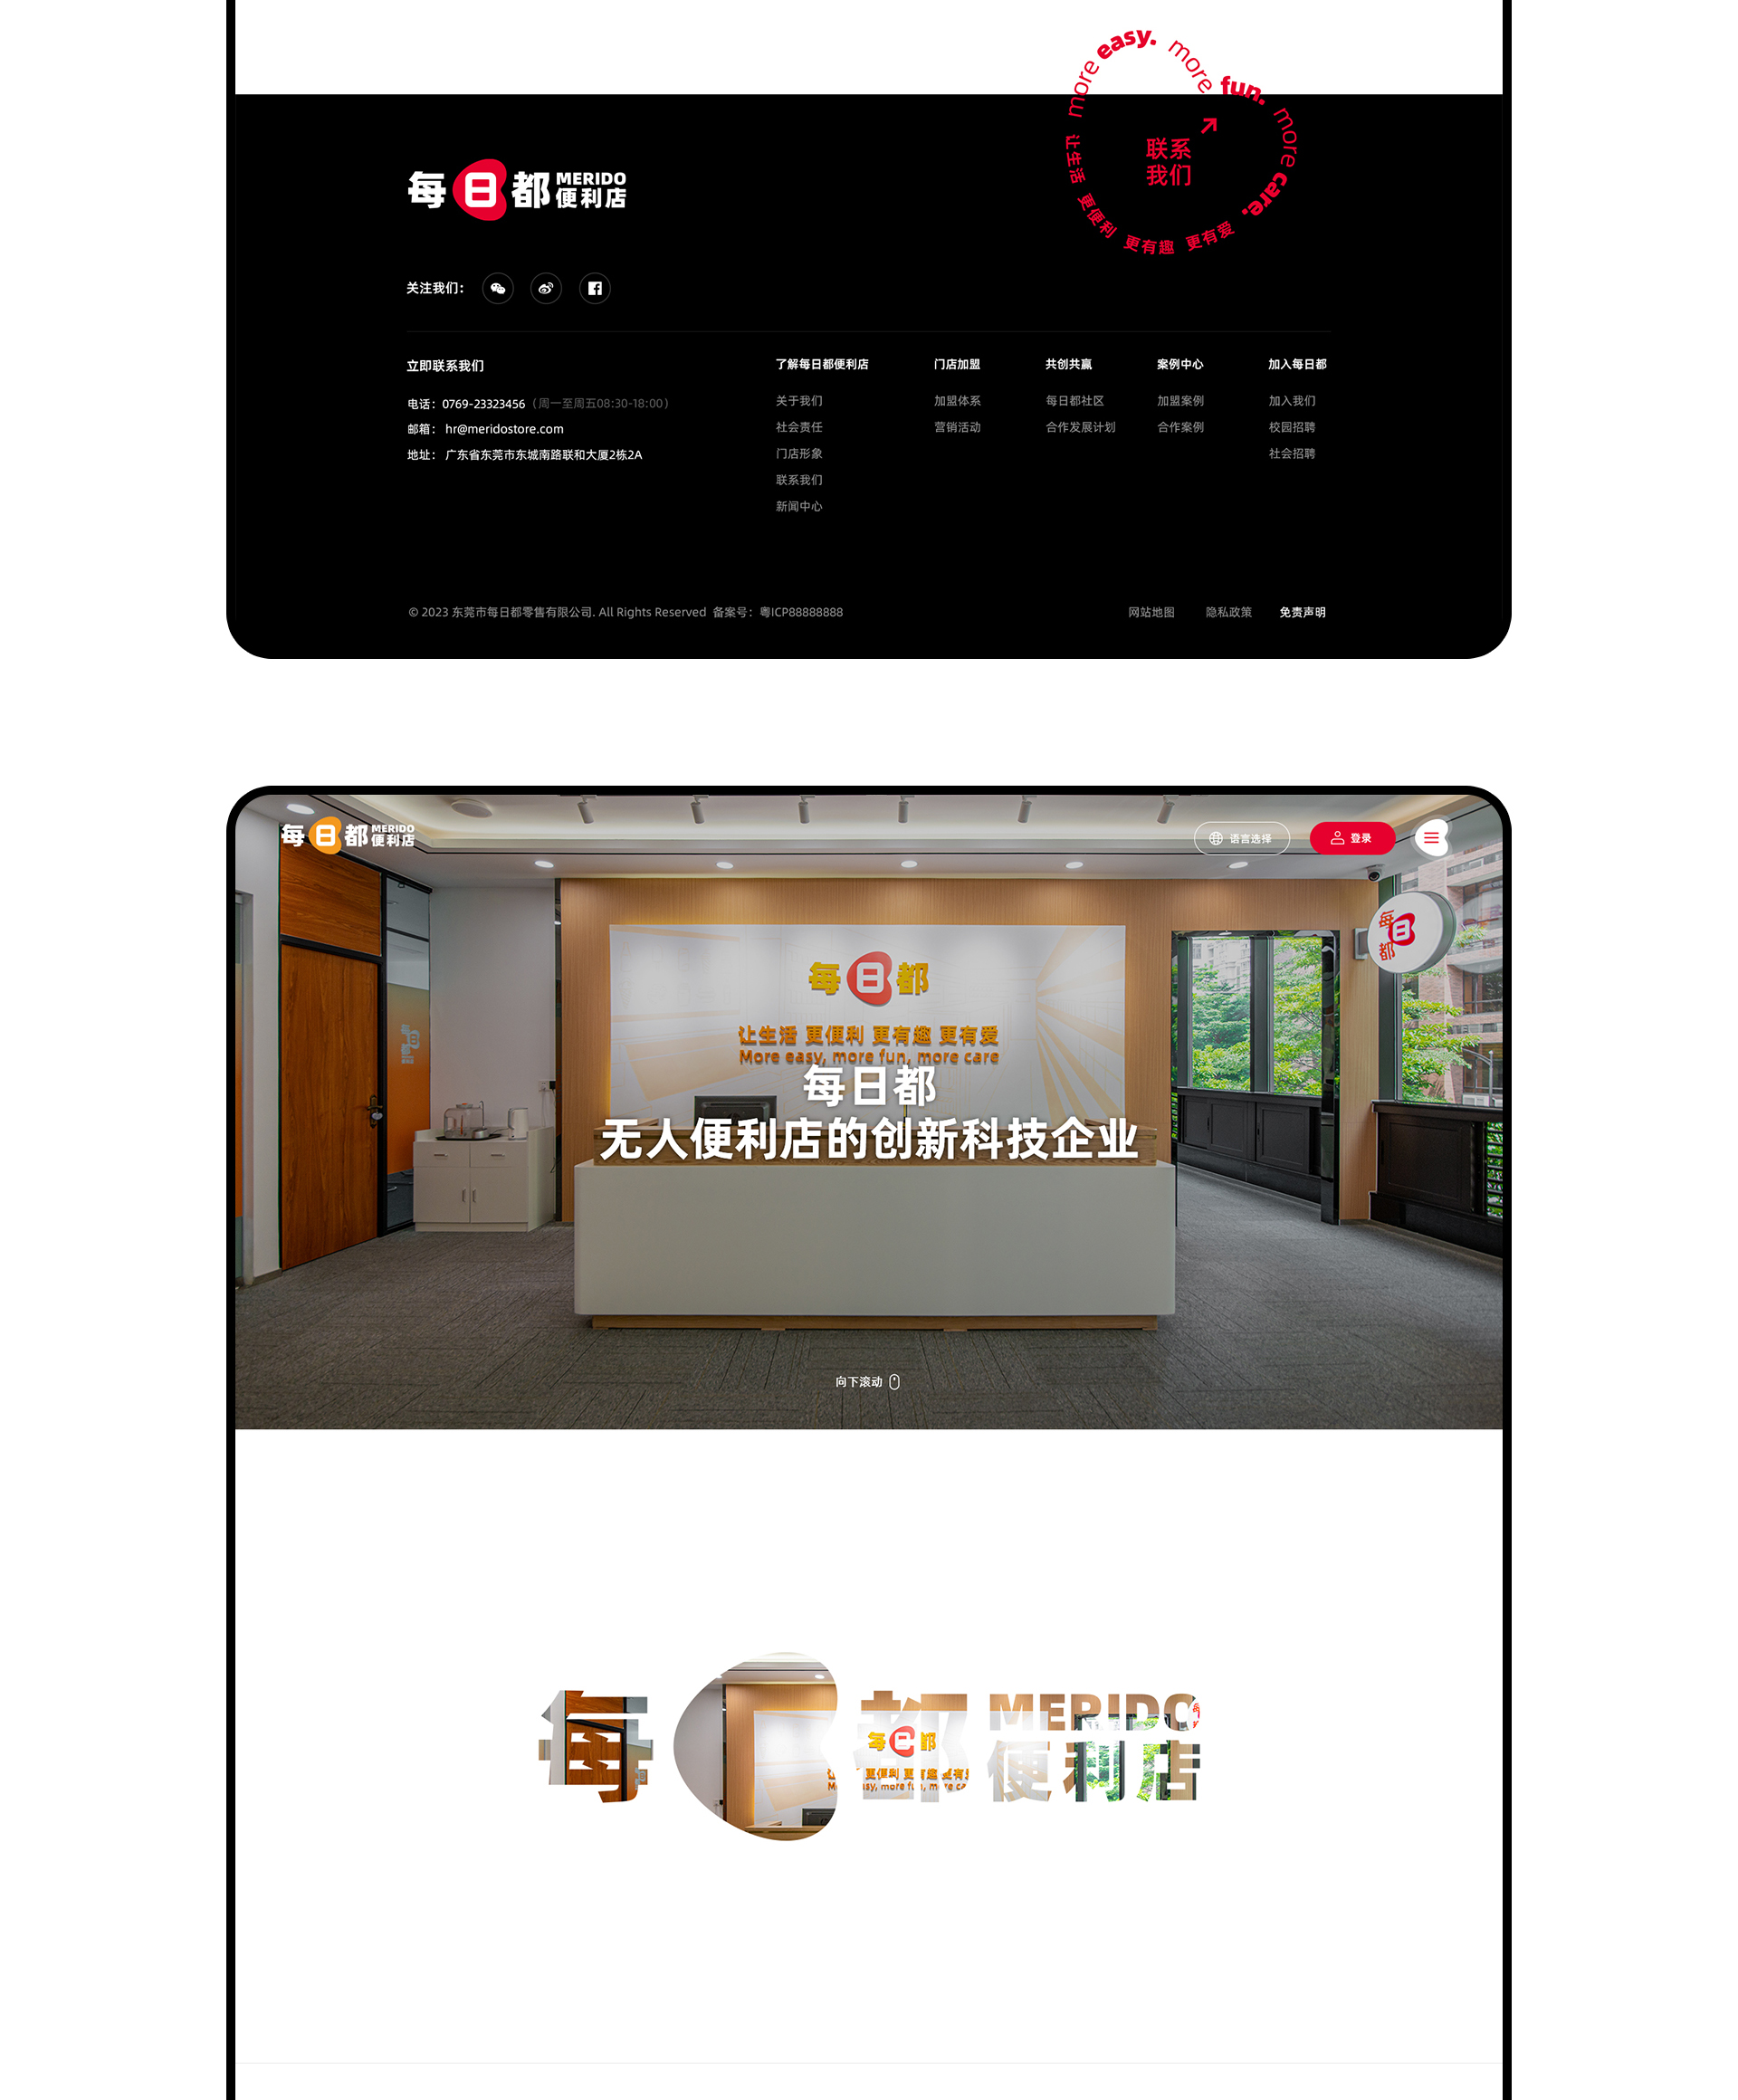 more easy. more fun. more care.
让生活 更便利 更有趣 更有爱
联系
我们
每日都 MERIDO
便利店
关注我们：
立即联系我们
电话：0769-23323456（周一至周五08:30-18:00）
邮箱： hr@meridostore.com
地址： 广东省东莞市东城南路联和大厦2栋2A
了解每日都便利店
关于我们
社会责任
门店形象
联系我们
新闻中心
门店加盟
加盟体系
营销活动
共创共赢
每日都社区
合作发展计划
案例中心
加盟案例
合作案例
加入每日都
加入我们
校园招聘
社会招聘
© 2023 东莞市每日都零售有限公司. All Rights Reserved 备案号：粤ICP88888888
网站地图 隐私政策 免责声明
每日都 MERIDO
便利店
语言选择
登录
每日都
每日都
让生活 更便利 更有趣 更有爱
More easy, more fun, more care
每日都
无人便利店的创新科技企业
向下滚动
每 都 MERIDO
便利店
每日都